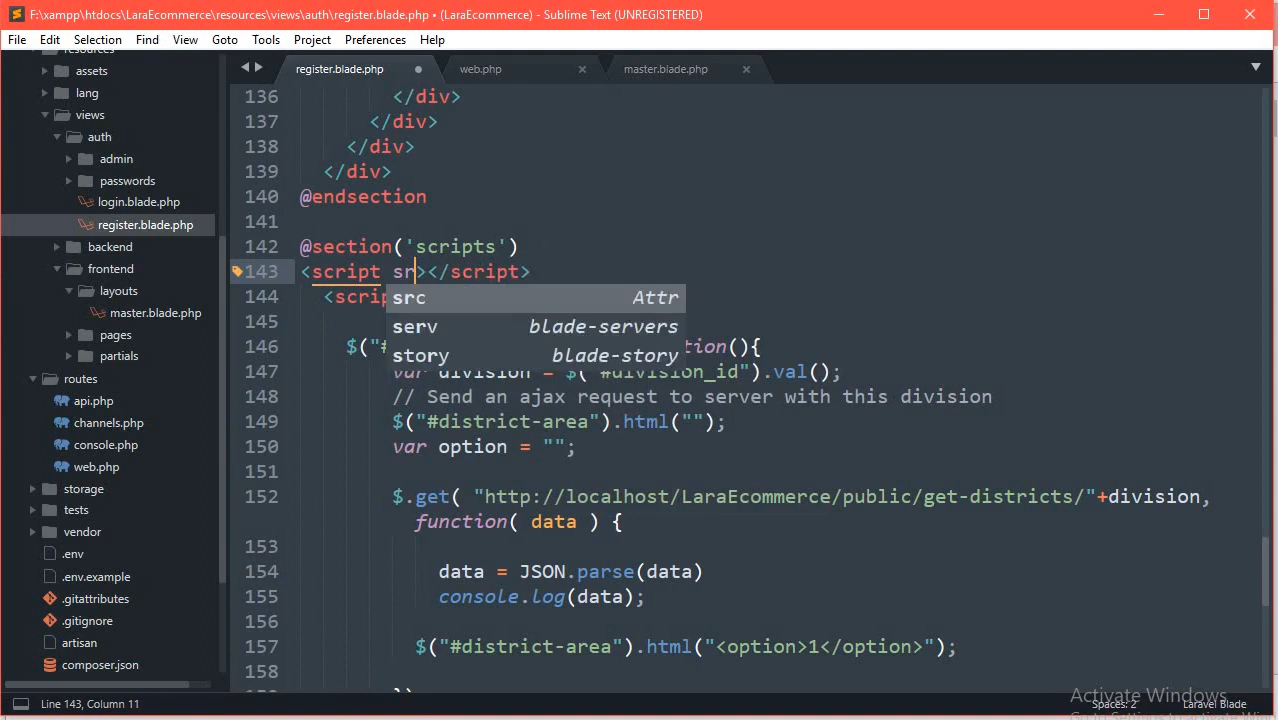 F:\xampp\htdocs\LaraEcommerce\resources\views\auth\register.blade.php • (LaraEcommerce) - Sublime Text (UNREGISTERED)
File Edit Selection Find View Goto Tools Project Preferences Help
resources
assets
lang
views
auth
admin
passwords
login.blade.php
register.blade.php
backend
frontend
layouts
master.blade.php
pages
partials
routes
api.php
channels.php
console.php
web.php
storage
tests
vendor
.env
.env.example
.gitattributes
.gitignore
artisan
composer.json
register.blade.php web.php master.blade.php
136 </div>
137 </div>
138 </div>
139 </div>
140 @endsection
141
142 @section('scripts')
143 <script sr></script>
144 <scrip
src Attr
145
serv blade-servers
146 $("# tion(){
story blade-story
147 var division = $("#division_id").val();
148 // Send an ajax request to server with this division
149 $("#district-area").html("");
150 var option = "";
151
152 $.get( "http://localhost/LaraEcommerce/public/get-districts/"+division,
function( data ) {
153
154 data = JSON.parse(data)
155 console.log(data);
156
157 $("#district-area").html("<option>1</option>");
158
Activate Windows
Line 143, Column 11 Spaces: 2 Laravel Blade